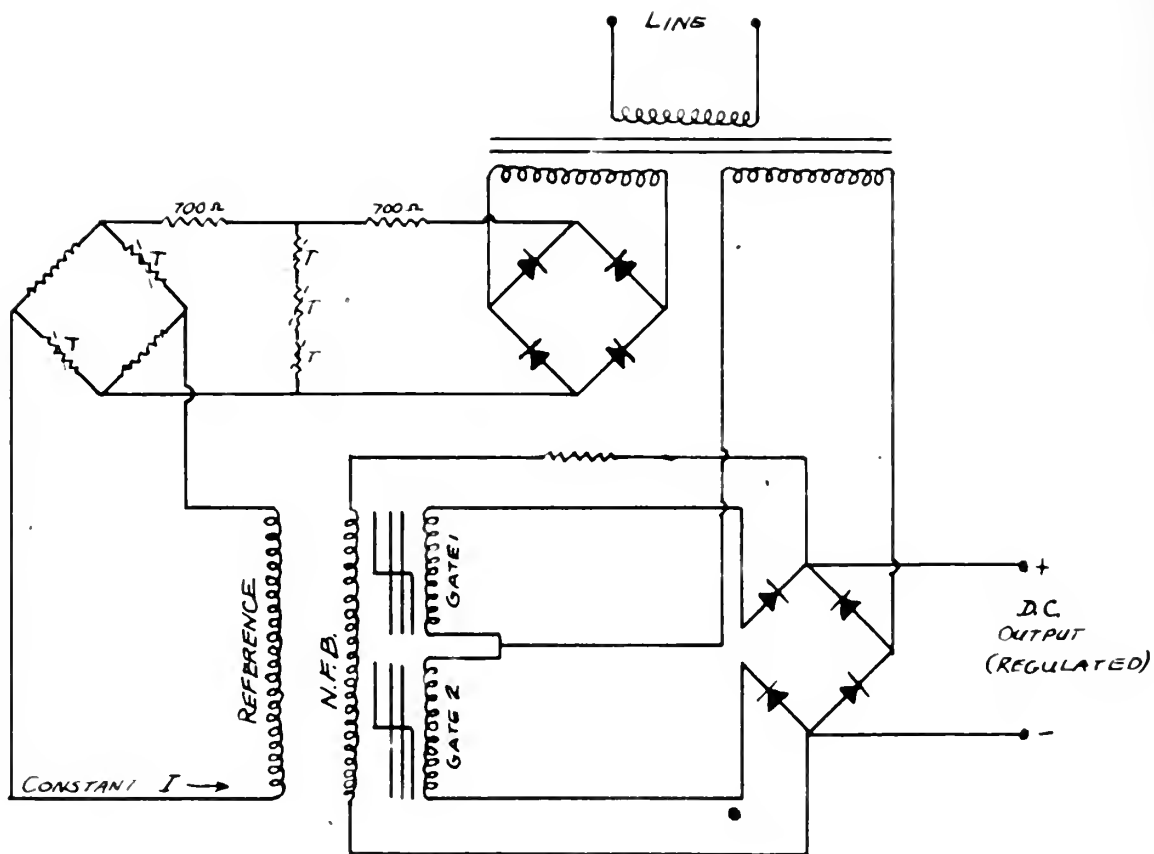 LINE
700 Ω
700 Ω
T
T
T
T
T
REFERENCE
N.F.B.
GATE 1
GATE 2
+
D.C.
OUTPUT
(REGULATED)
-
CONSTANT I →